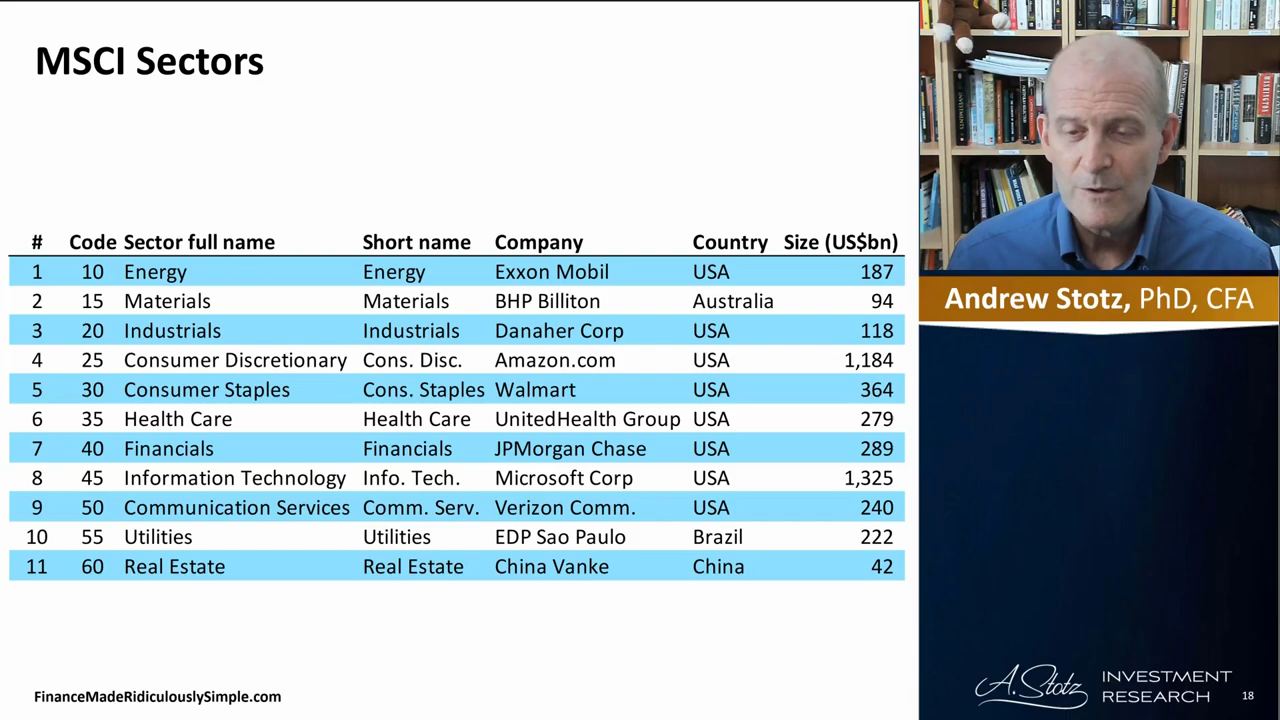 MSCI Sectors
# Code Sector full name Short name Company Country Size (US$bn)
1 10 Energy Energy Exxon Mobil USA 187
2 15 Materials Materials BHP Billiton Australia 94
3 20 Industrials Industrials Danaher Corp USA 118
4 25 Consumer Discretionary Cons. Disc. Amazon.com USA 1,184
5 30 Consumer Staples Cons. Staples Walmart USA 364
6 35 Health Care Health Care UnitedHealth Group USA 279
7 40 Financials Financials JPMorgan Chase USA 289
8 45 Information Technology Info. Tech. Microsoft Corp USA 1,325
9 50 Communication Services Comm. Serv. Verizon Comm. USA 240
10 55 Utilities Utilities EDP Sao Paulo Brazil 222
11 60 Real Estate Real Estate China Vanke China 42
FinanceMadeRidiculouslySimple.com
WASHINGTON
INVESTMENTS
Andrew Stotz, PhD, CFA
A. Stotz
INVESTMENT
RESEARCH
18